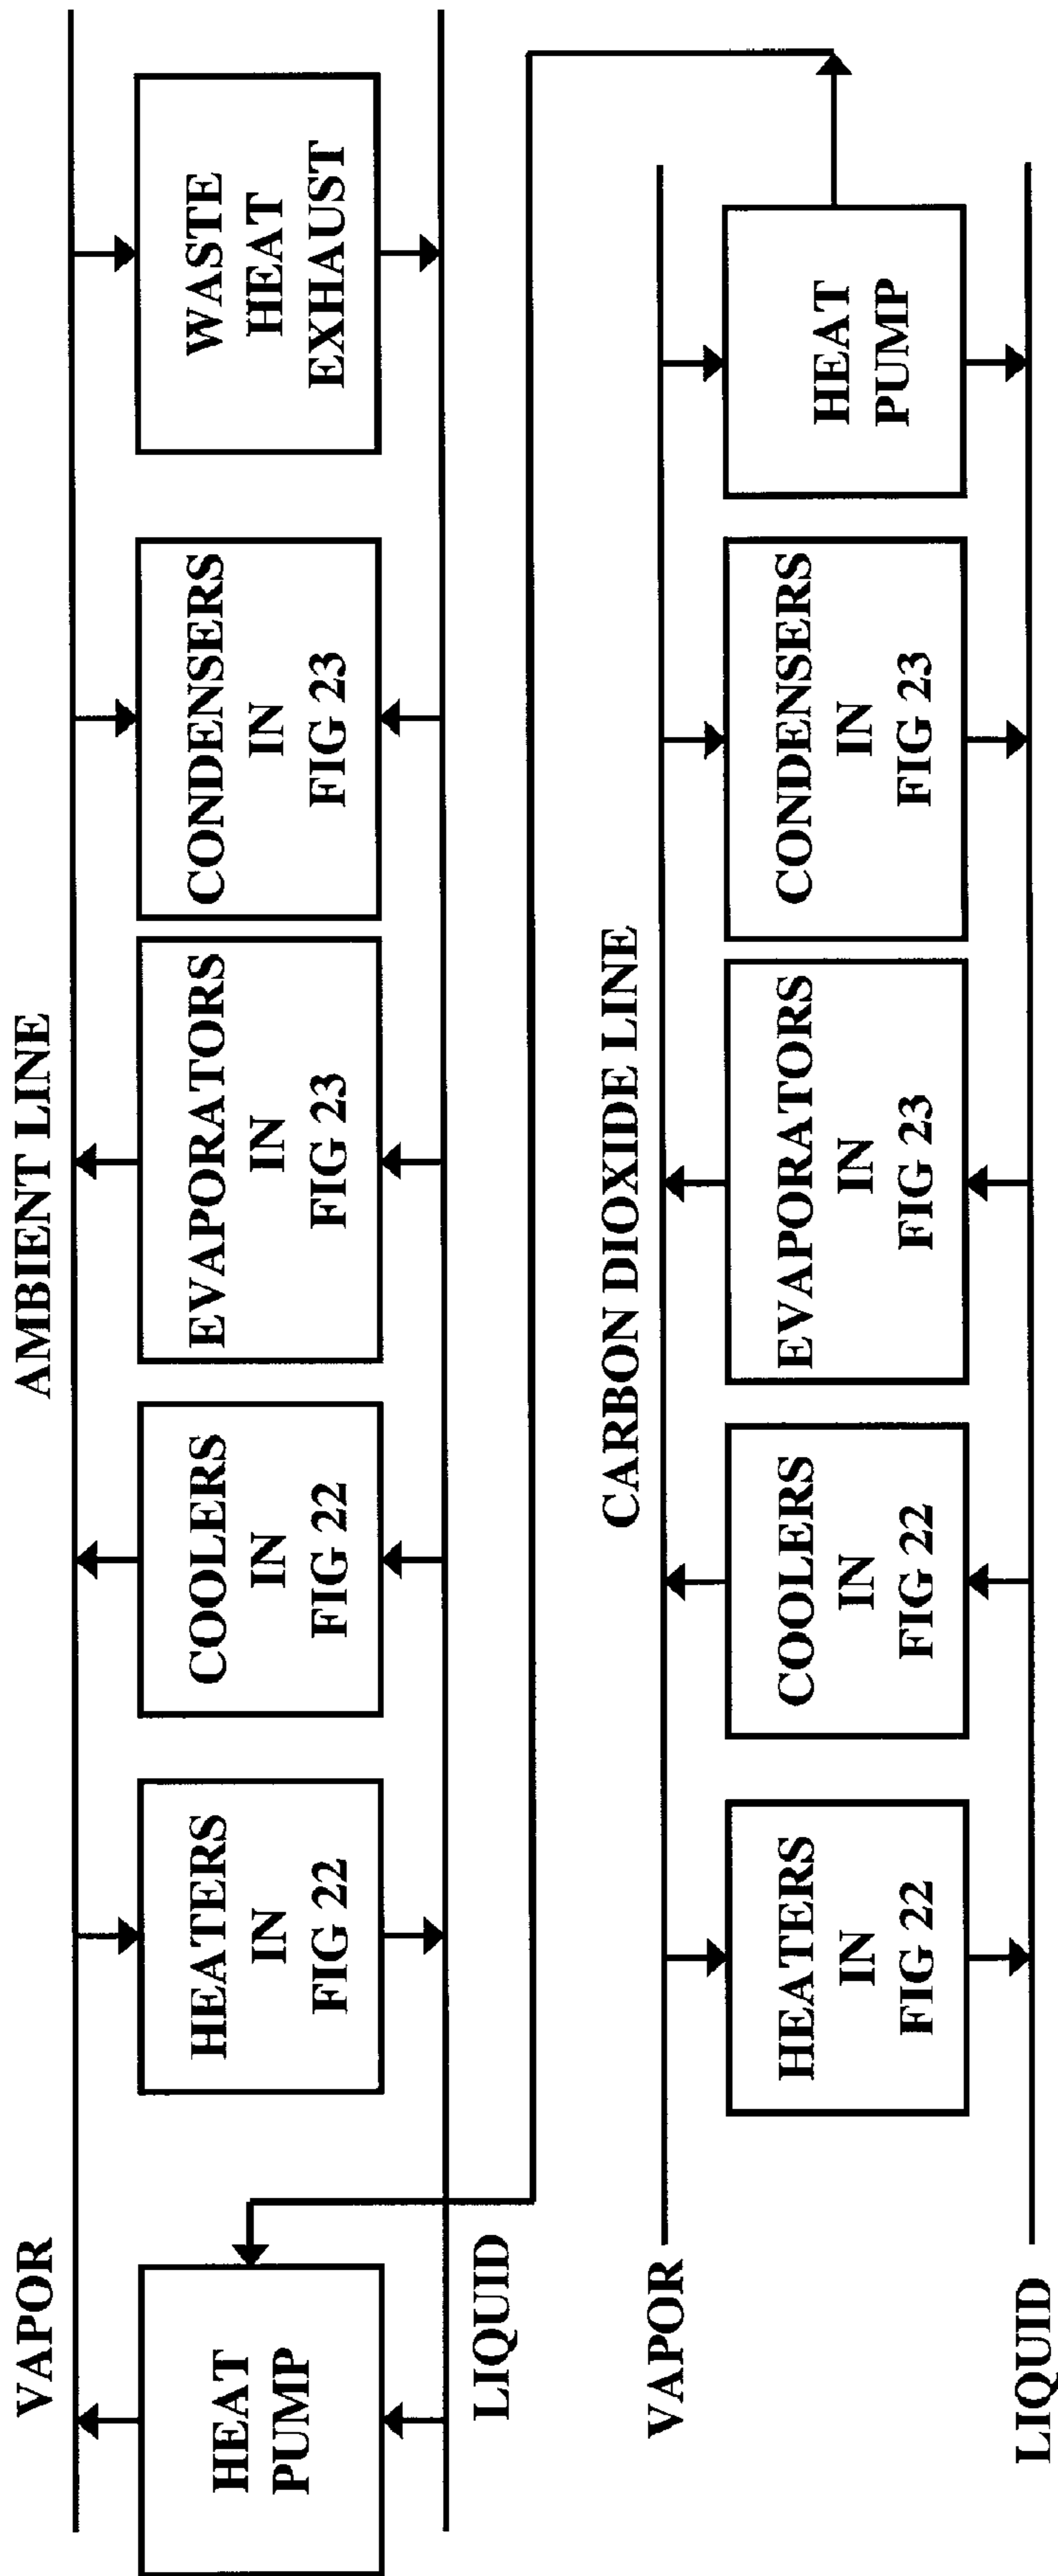 AMBIENT LINE
VAPOR
HEAT
PUMP
HEATERS
IN
FIG 22
COOLERS
IN
FIG 22
EVAPORATORS
IN
FIG 23
CONDENSERS
IN
FIG 23
WASTE
HEAT
EXHAUST
LIQUID
CARBON DIOXIDE LINE
VAPOR
HEATERS
IN
FIG 22
COOLERS
IN
FIG 22
EVAPORATORS
IN
FIG 23
CONDENSERS
IN
FIG 23
HEAT
PUMP
LIQUID